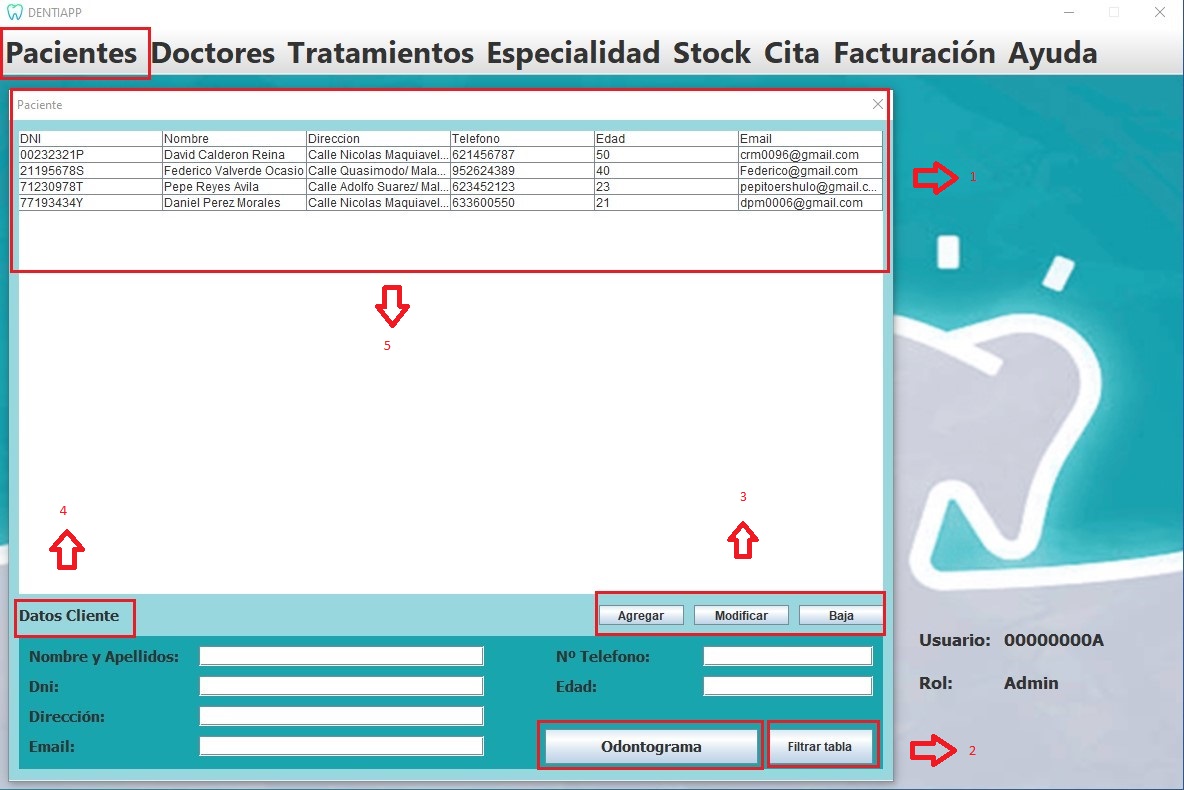 DENTIAPP
Pacientes Doctores Tratamientos Especialidad Stock Cita Facturación Ayuda
Paciente
DNI Nombre Direccion Telefono Edad Email
00232321P David Calderon Reina Calle Nicolas Maquiavel... 621456787 50 crm0096@gmail.com
21195678S Federico Valverde Ocasio Calle Quasimodo/ Mala... 952624389 40 Federico@gmail.com
71230978T Pepe Reyes Avila Calle Adolfo Suarez/ Mal... 623452123 23 pepitoershulo@gmail.c...
77193434Y Daniel Perez Morales Calle Nicolas Maquiavel... 633600550 21 dpm0006@gmail.com
1
5
4
3
Datos Cliente Agregar Modificar Baja
Nombre y Apellidos: Nº Telefono:
Dni: Edad:
Dirección:
Email:
Odontograma Filtrar tabla
Usuario: 00000000A
Rol: Admin
2